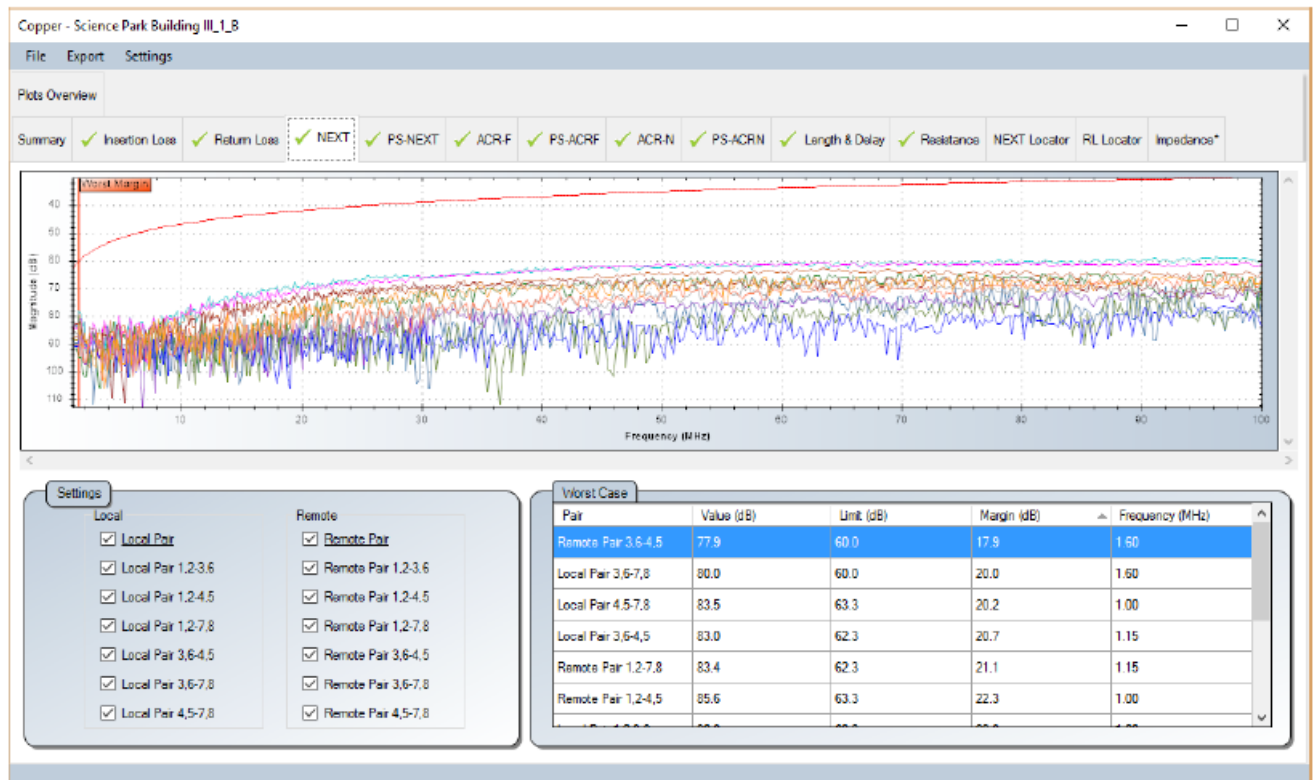 Copper - Science Park Building III_1_B
File Export Settings
Plots Overview
Summary Insertion Loss Return Loss NEXT PS-NEXT ACR-F PS-ACRF ACR-N PS-ACRN Length & Delay Resistance NEXT Locator RL Locator Impedance*
Worst Margin
40
50
60
70
80
90
100
110
Magnitude (dB)
10 20 30 40 50 60 70 80 90 100
Frequency (MHz)
Settings
Local Remote
Local Pair Remote Pair
Local Pair 1,2-3,6 Remote Pair 1,2-3,6
Local Pair 1,2-4,5 Remote Pair 1,2-4,5
Local Pair 1,2-7,8 Remote Pair 1,2-7,8
Local Pair 3,6-4,5 Remote Pair 3,6-4,5
Local Pair 3,6-7,8 Remote Pair 3,6-7,8
Local Pair 4,5-7,8 Remote Pair 4,5-7,8
Worst Case
Pair Value (dB) Limit (dB) Margin (dB) Frequency (MHz)
Remote Pair 3,6-4,5 77.9 60.0 17.9 1.60
Local Pair 3,6-7,8 80.0 60.0 20.0 1.60
Local Pair 4,5-7,8 83.5 63.3 20.2 1.00
Local Pair 3,6-4,5 83.0 62.3 20.7 1.15
Remote Pair 1,2-7,8 83.4 62.3 21.1 1.15
Remote Pair 1,2-4,5 85.6 63.3 22.3 1.00